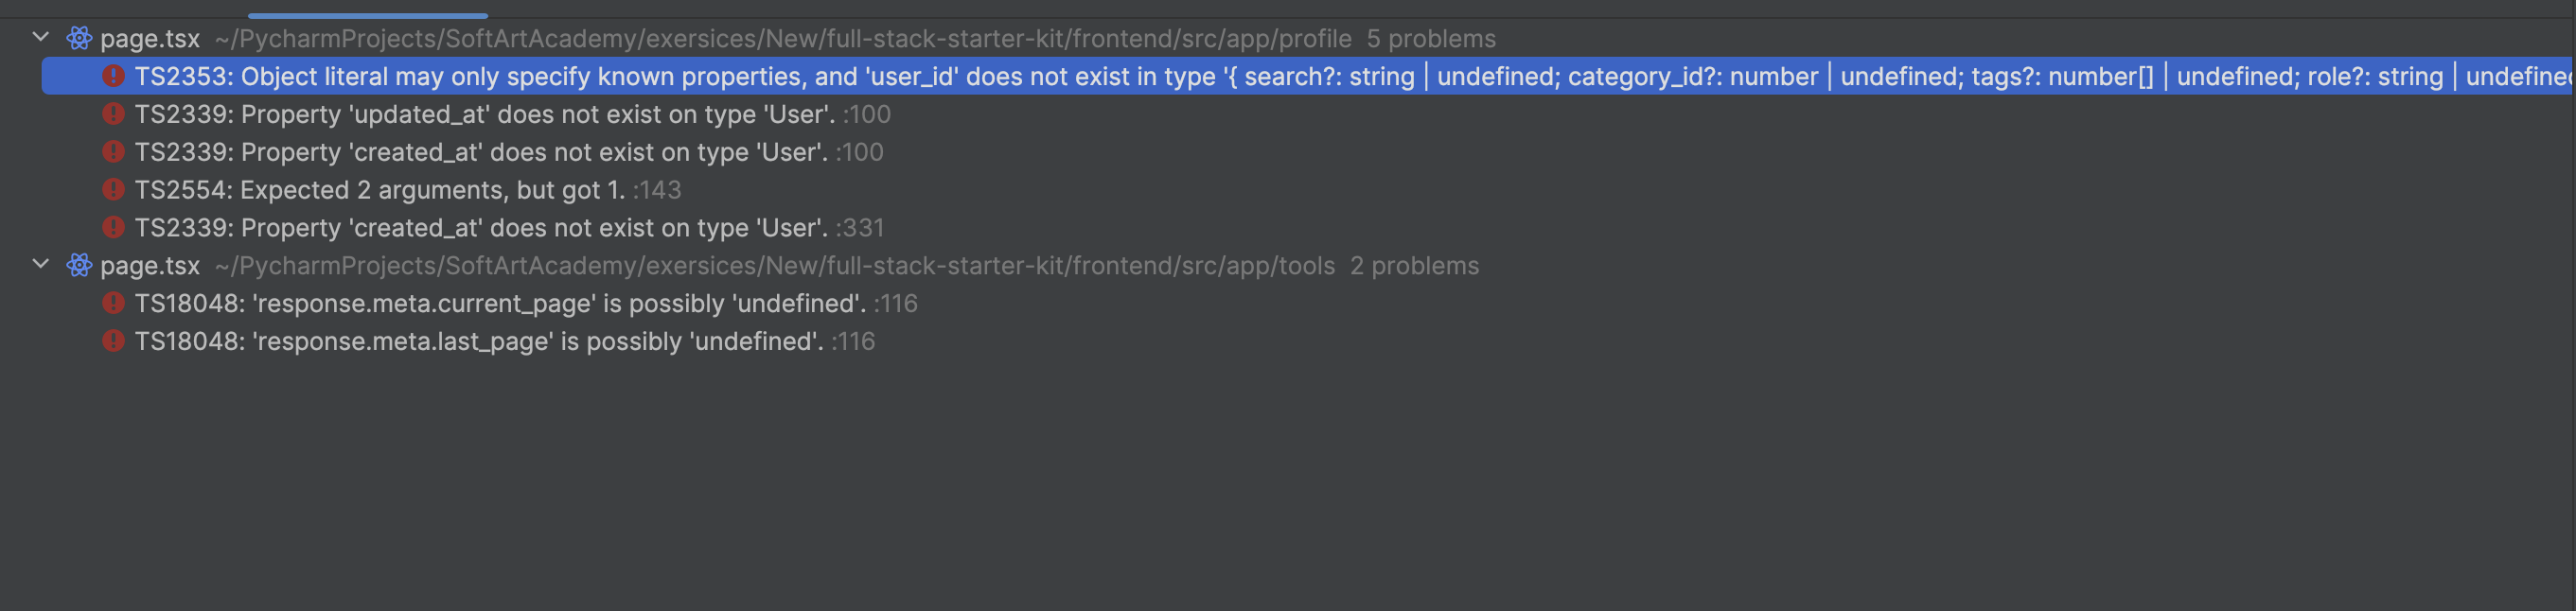 page.tsx ~/PycharmProjects/SoftArtAcademy/exersices/New/full-stack-starter-kit/frontend/src/app/profile 5 problems
TS2353: Object literal may only specify known properties, and 'user_id' does not exist in type '{ search?: string | undefined; category_id?: number | undefined; tags?: number[] | undefined; role?: string | undefined
TS2339: Property 'updated_at' does not exist on type 'User'. :100
TS2339: Property 'created_at' does not exist on type 'User'. :100
TS2554: Expected 2 arguments, but got 1. :143
TS2339: Property 'created_at' does not exist on type 'User'. :331
page.tsx ~/PycharmProjects/SoftArtAcademy/exersices/New/full-stack-starter-kit/frontend/src/app/tools 2 problems
TS18048: 'response.meta.current_page' is possibly 'undefined'. :116
TS18048: 'response.meta.last_page' is possibly 'undefined'. :116